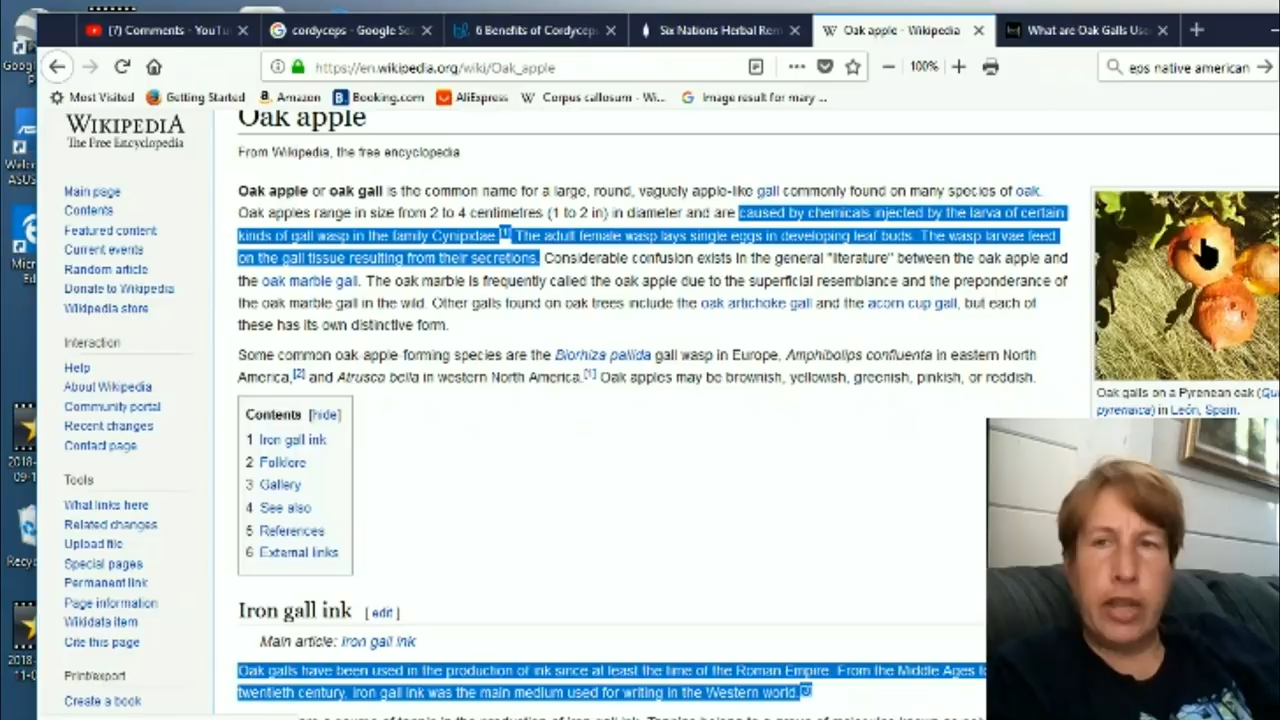 (7) Comments - YouTu
cordyceps - Google Se
6 Benefits of Cordycep
Six Nations Herbal Rem
Oak apple - Wikipedia
What are Oak Galls Use
https://en.wikipedia.org/wiki/Oak_apple
100%
eps native american
Most Visited
Getting Started
Amazon
Booking.com
AliExpress
Corpus callosum - Wi...
Image result for mary ...
WIKIPEDIA
The Free Encyclopedia
Main page
Contents
Featured content
Current events
Random article
Donate to Wikipedia
Wikipedia store
Interaction
Help
About Wikipedia
Community portal
Recent changes
Contact page
Tools
What links here
Related changes
Upload file
Special pages
Permanent link
Page information
Wikidata item
Cite this page
Print/export
Create a book
Oak apple
From Wikipedia, the free encyclopedia
Oak apple or oak gall is the common name for a large, round, vaguely apple-like gall commonly found on many species of oak.
Oak apples range in size from 2 to 4 centimetres (1 to 2 in) in diameter and are caused by chemicals injected by the larva of certain
kinds of gall wasp in the family Cynipidae.[1] The adult female wasp lays single eggs in developing leaf buds. The wasp larvae feed
on the gall tissue resulting from their secretions. Considerable confusion exists in the general "literature" between the oak apple and
the oak marble gall. The oak marble is frequently called the oak apple due to the superficial resemblance and the preponderance of
the oak marble gall in the wild. Other galls found on oak trees include the oak artichoke gall and the acorn cup gall, but each of
these has its own distinctive form.
Some common oak-apple-forming species are the Biorhiza pallida gall wasp in Europe, Amphibolips confluenta in eastern North
America,[2] and Atrusca bella in western North America.[1] Oak apples may be brownish, yellowish, greenish, pinkish, or reddish.
Contents [hide]
1 Iron gall ink
2 Folklore
3 Gallery
4 See also
5 References
6 External links
Iron gall ink [edit]
Main article: Iron gall ink
Oak galls have been used in the production of ink since at least the time of the Roman Empire. From the Middle Ages to
twentieth century, iron gall ink was the main medium used for writing in the Western world.
Oak galls on a Pyrenean oak (Qu
pyrenaica) in León, Spain.